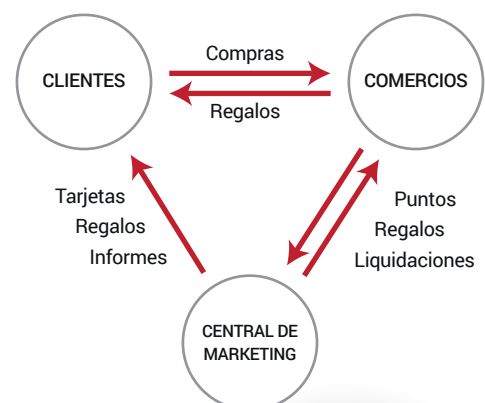 Compras
CLIENTES
COMERCIOS
Regalos
Tarjetas
Regalos
Informes
Puntos
Regalos
Liquidaciones
CENTRAL DE
MARKETING